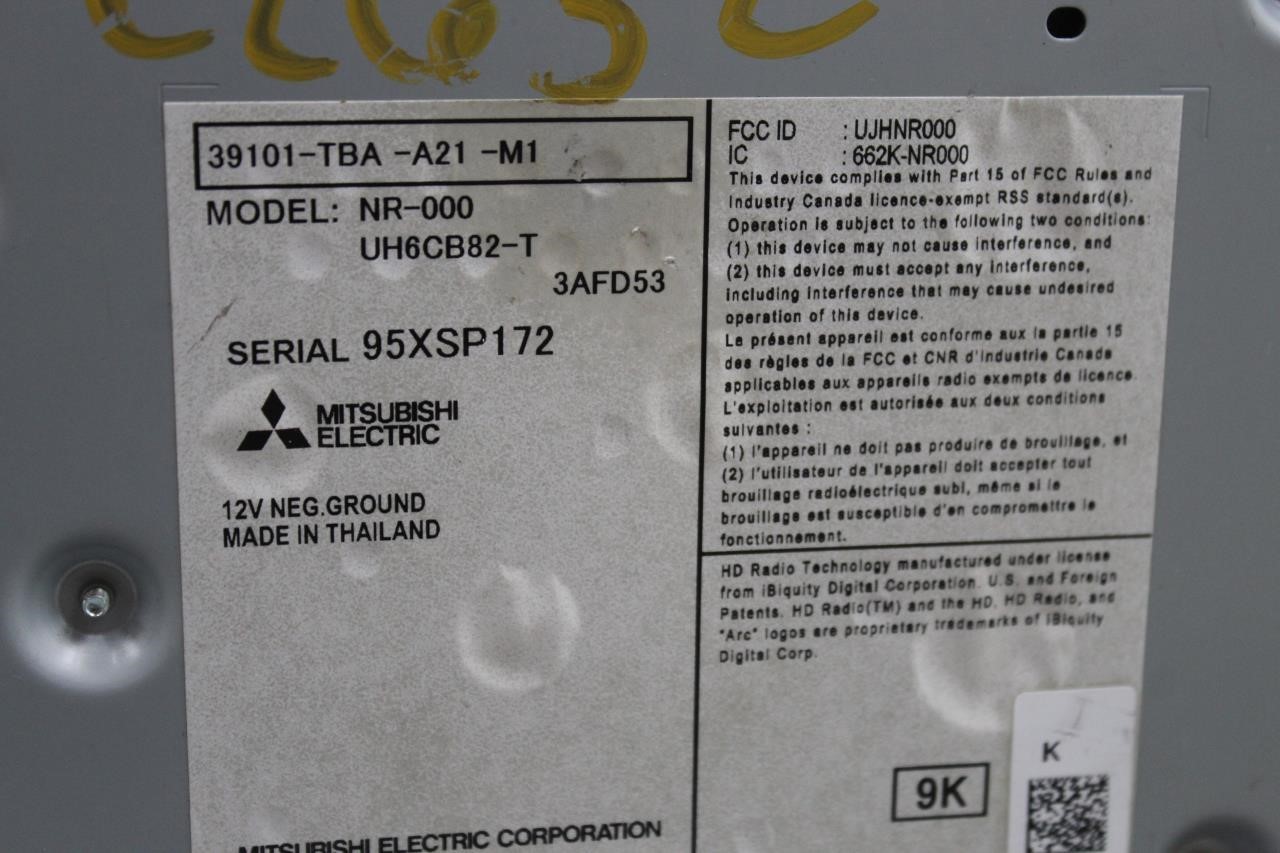 39101-TBA -A21 -M1
MODEL: NR-000
UH6CB82-T
3AFD53
SERIAL 95XSP172
MITSUBISHI
ELECTRIC
12V NEG.GROUND
MADE IN THAILAND
MITSUBISHI ELECTRIC CORPORATION
FCC ID : UJHNR000
IC : 662K-NR000
This device complies with Part 15 of FCC Rules and
Industry Canada licence-exempt RSS standard(s).
Operation is subject to the following two conditions:
(1) this device may not cause interference, and
(2) this device must accept any interference,
including interference that may cause undesired
operation of this device.
Le présent appareil est conforme aux la partie 15
des règles de la FCC et CNR d'Industrie Canada
applicables aux appareils radio exempts de licence.
L'exploitation est autorisée aux deux conditions
suivantes :
(1) l'appareil ne doit pas produire de brouillage, et
(2) l'utilisateur de l'appareil doit accepter tout
brouillage radioélectrique subi, même si le
brouillage est susceptible d'en compromettre le
fonctionnement.
HD Radio Technology manufactured under license
from iBiquity Digital Corporation. U.S. and Foreign
Patents. HD Radio(TM) and the HD, HD Radio, and
"Arc" logos are proprietary trademarks of iBiquity
Digital Corp.
9K
K